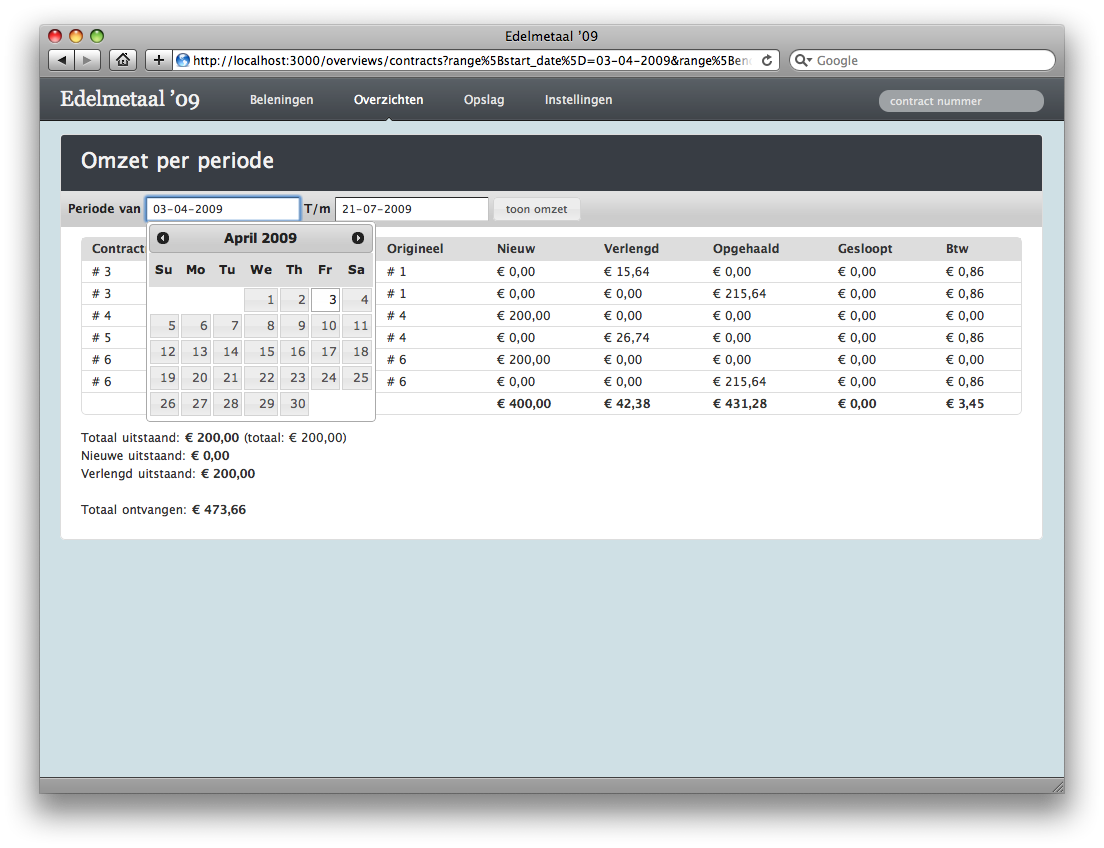 Edelmetaal ’09
http://localhost:3000/overviews/contracts?range%5Bstart_date%5D=03-04-2009&range%5Ben
Google
Edelmetaal ’09 Beleningen Overzichten Opslag Instellingen contract nummer
Omzet per periode
Periode van 03-04-2009 T/m 21-07-2009 toon omzet
April 2009
Su Mo Tu We Th Fr Sa
1 2 3 4
5 6 7 8 9 10 11
12 13 14 15 16 17 18
19 20 21 22 23 24 25
26 27 28 29 30
Contract Origineel Nieuw Verlengd Opgehaald Gesloopt Btw
# 3 # 1 € 0,00 € 15,64 € 0,00 € 0,00 € 0,86
# 3 # 1 € 0,00 € 0,00 € 215,64 € 0,00 € 0,86
# 4 # 4 € 200,00 € 0,00 € 0,00 € 0,00 € 0,00
# 5 # 4 € 0,00 € 26,74 € 0,00 € 0,00 € 0,86
# 6 # 6 € 200,00 € 0,00 € 0,00 € 0,00 € 0,00
# 6 # 6 € 0,00 € 0,00 € 215,64 € 0,00 € 0,86
€ 400,00 € 42,38 € 431,28 € 0,00 € 3,45
Totaal uitstaand: € 200,00 (totaal: € 200,00)
Nieuwe uitstaand: € 0,00
Verlengd uitstaand: € 200,00
Totaal ontvangen: € 473,66